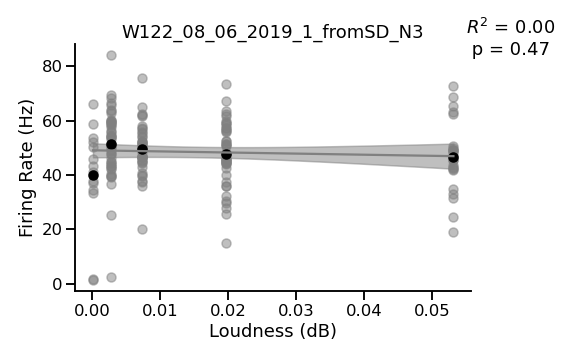 W122_08_06_2019_1_fromSD_N3
R² = 0.00
p = 0.47
Firing Rate (Hz)
80
60
40
20
0
0.00 0.01 0.02 0.03 0.04 0.05
Loudness (dB)